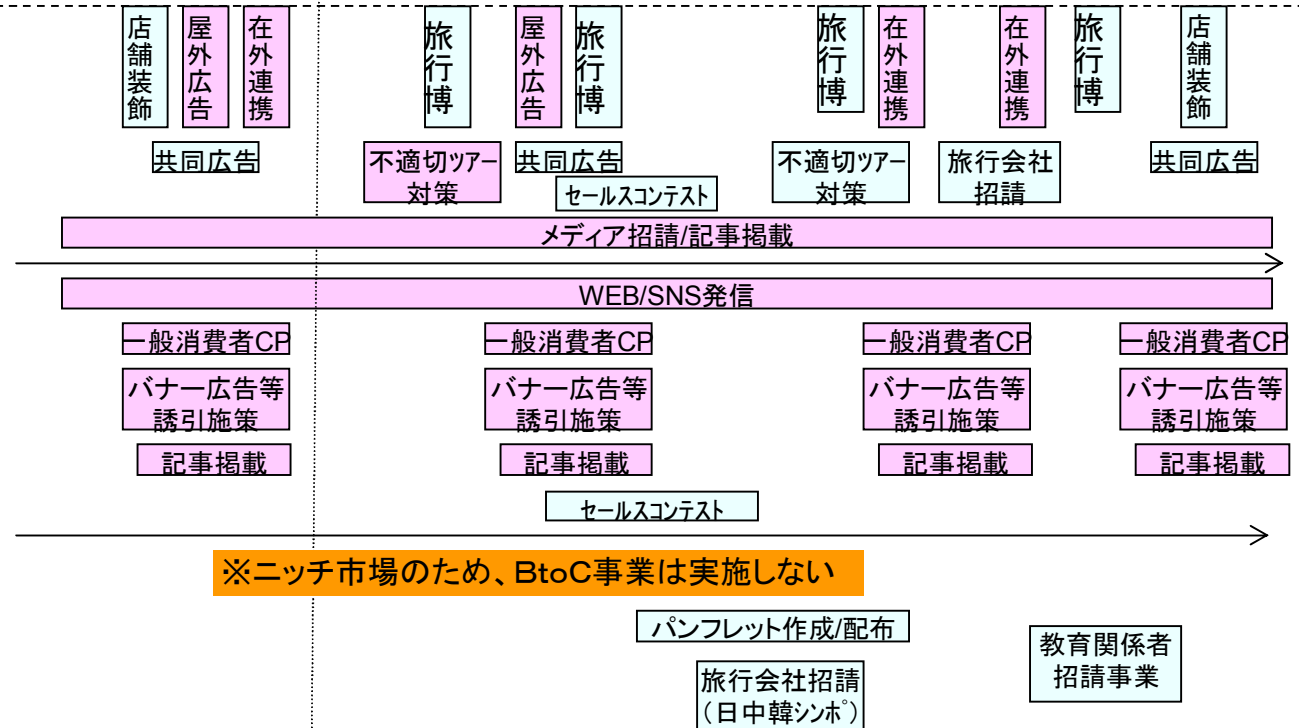 店舗装飾
屋外広告
在外連携
旅行博
屋外広告
旅行博
旅行博
在外連携
在外連携
旅行博
店舗装飾
共同広告
不適切ツアー
対策
共同広告
セールスコンテスト
不適切ツアー
対策
旅行会社
招請
共同広告
メディア招請/記事掲載
WEB/SNS発信
一般消費者CP
一般消費者CP
一般消費者CP
一般消費者CP
バナー広告等
誘引施策
バナー広告等
誘引施策
バナー広告等
誘引施策
バナー広告等
誘引施策
記事掲載
記事掲載
記事掲載
記事掲載
セールスコンテスト
※ニッチ市場のため、BtoC事業は実施しない
パンフレット作成/配布
旅行会社招請
（日中韓シンポ）
教育関係者
招請事業